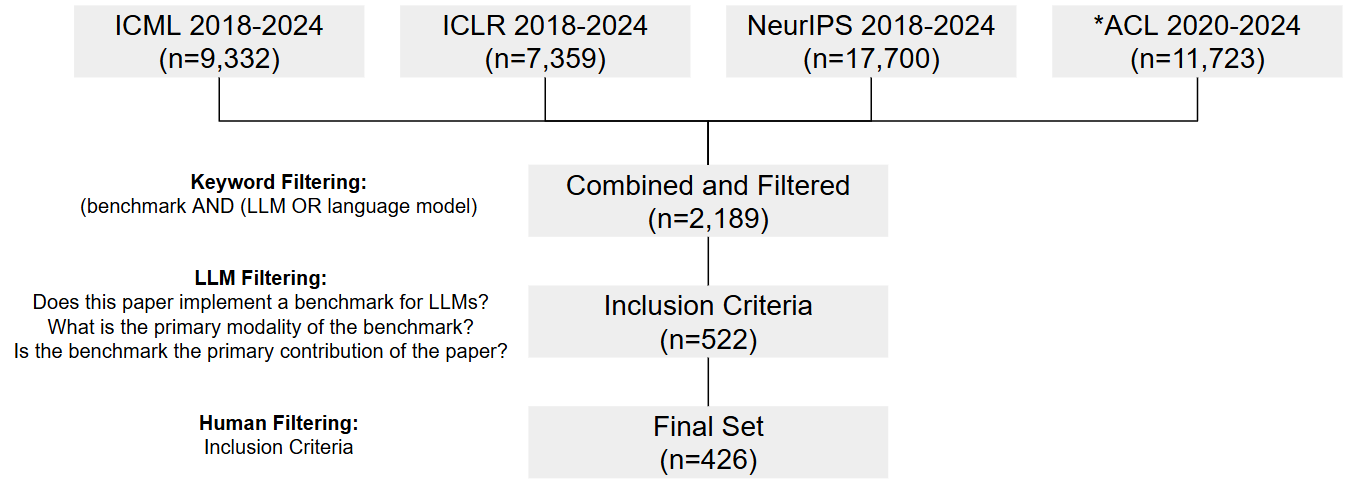 ICML 2018-2024
(n=9,332)
ICLR 2018-2024
(n=7,359)
NeurIPS 2018-2024
(n=17,700)
*ACL 2020-2024
(n=11,723)
Keyword Filtering:
(benchmark AND (LLM OR language model)
Combined and Filtered
(n=2,189)
LLM Filtering:
Does this paper implement a benchmark for LLMs?
What is the primary modality of the benchmark?
Is the benchmark the primary contribution of the paper?
Inclusion Criteria
(n=522)
Human Filtering:
Inclusion Criteria
Final Set
(n=426)